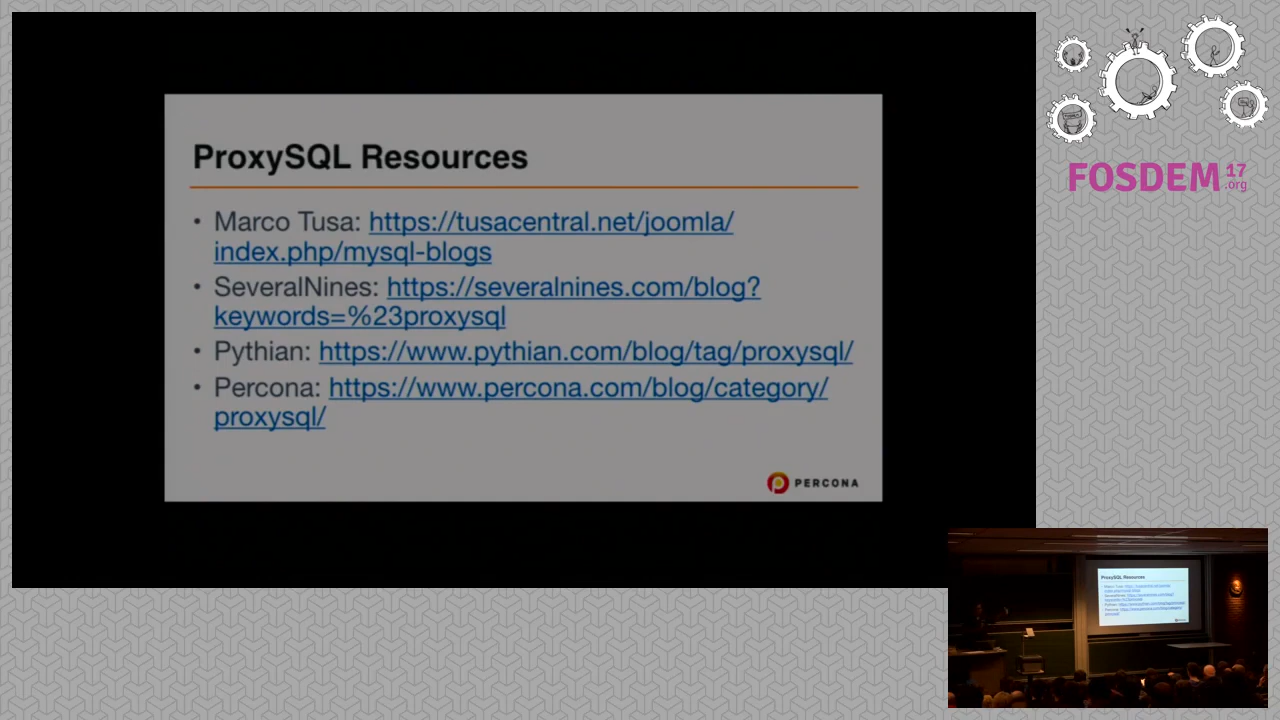 ProxySQL Resources
• Marco Tusa: https://tusacentral.net/joomla/
index.php/mysql-blogs
• SeveralNines: https://severalnines.com/blog?
keywords=%23proxysql
• Pythian: https://www.pythian.com/blog/tag/proxysql/
• Percona: https://www.percona.com/blog/category/
proxysql/
PERCONA
FOSDEM 17
.org
ProxySQL Resources